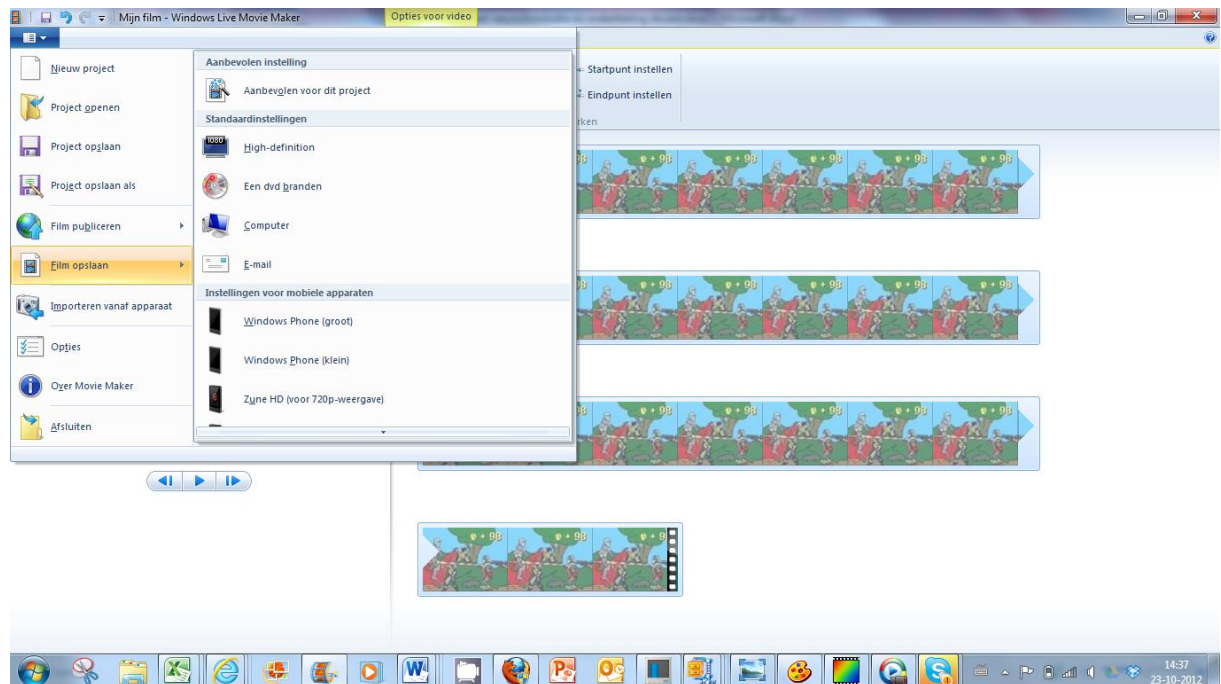 Mijn film - Windows Live Movie Maker
Opties voor video
Nieuw project
Project openen
Project opslaan
Project opslaan als
Film publiceren
Film opslaan
Importeren vanaf apparaat
Opties
Over Movie Maker
Afsluiten
Aanbevolen instelling
Aanbevolen voor dit project
Standaardinstellingen
1080
High-definition
Een dvd branden
Computer
E-mail
Instellingen voor mobiele apparaten
Windows Phone (groot)
Windows Phone (klein)
Zune HD (voor 720p-weergave)
Startpunt instellen
Eindpunt instellen
rken
14:37
23-10-2012